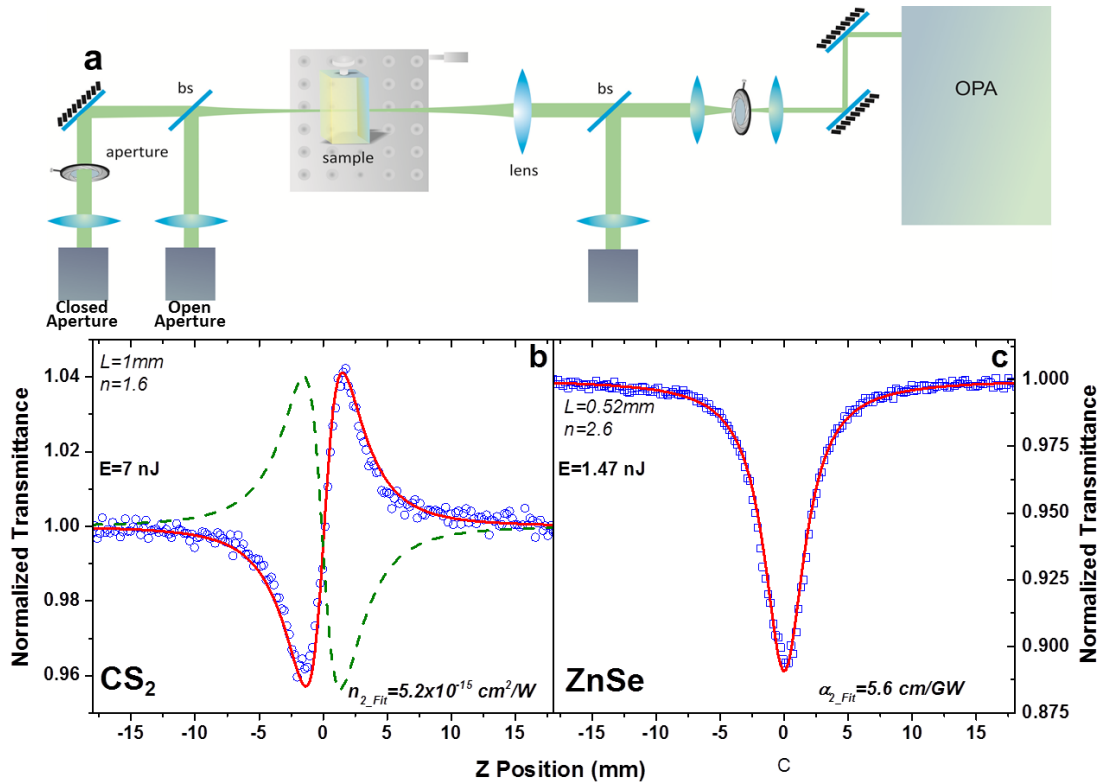 a
bs
bs
OPA
aperture
sample
lens
Closed
Aperture
Open
Aperture
b
L=1mm
n=1.6
E=7 nJ
CS2
n2_Fit=5.2x10-15 cm2/W
1.04
1.02
1.00
0.98
0.96
Normalized Transmittance
-15 -10 -5 0 5 10 15
c
L=0.52mm
n=2.6
E=1.47 nJ
ZnSe
α2_Fit=5.6 cm/GW
1.000
0.975
0.950
0.925
0.900
0.875
Normalized Transmittance
-15 -10 -5 0 5 10 15
Z Position (mm)
C